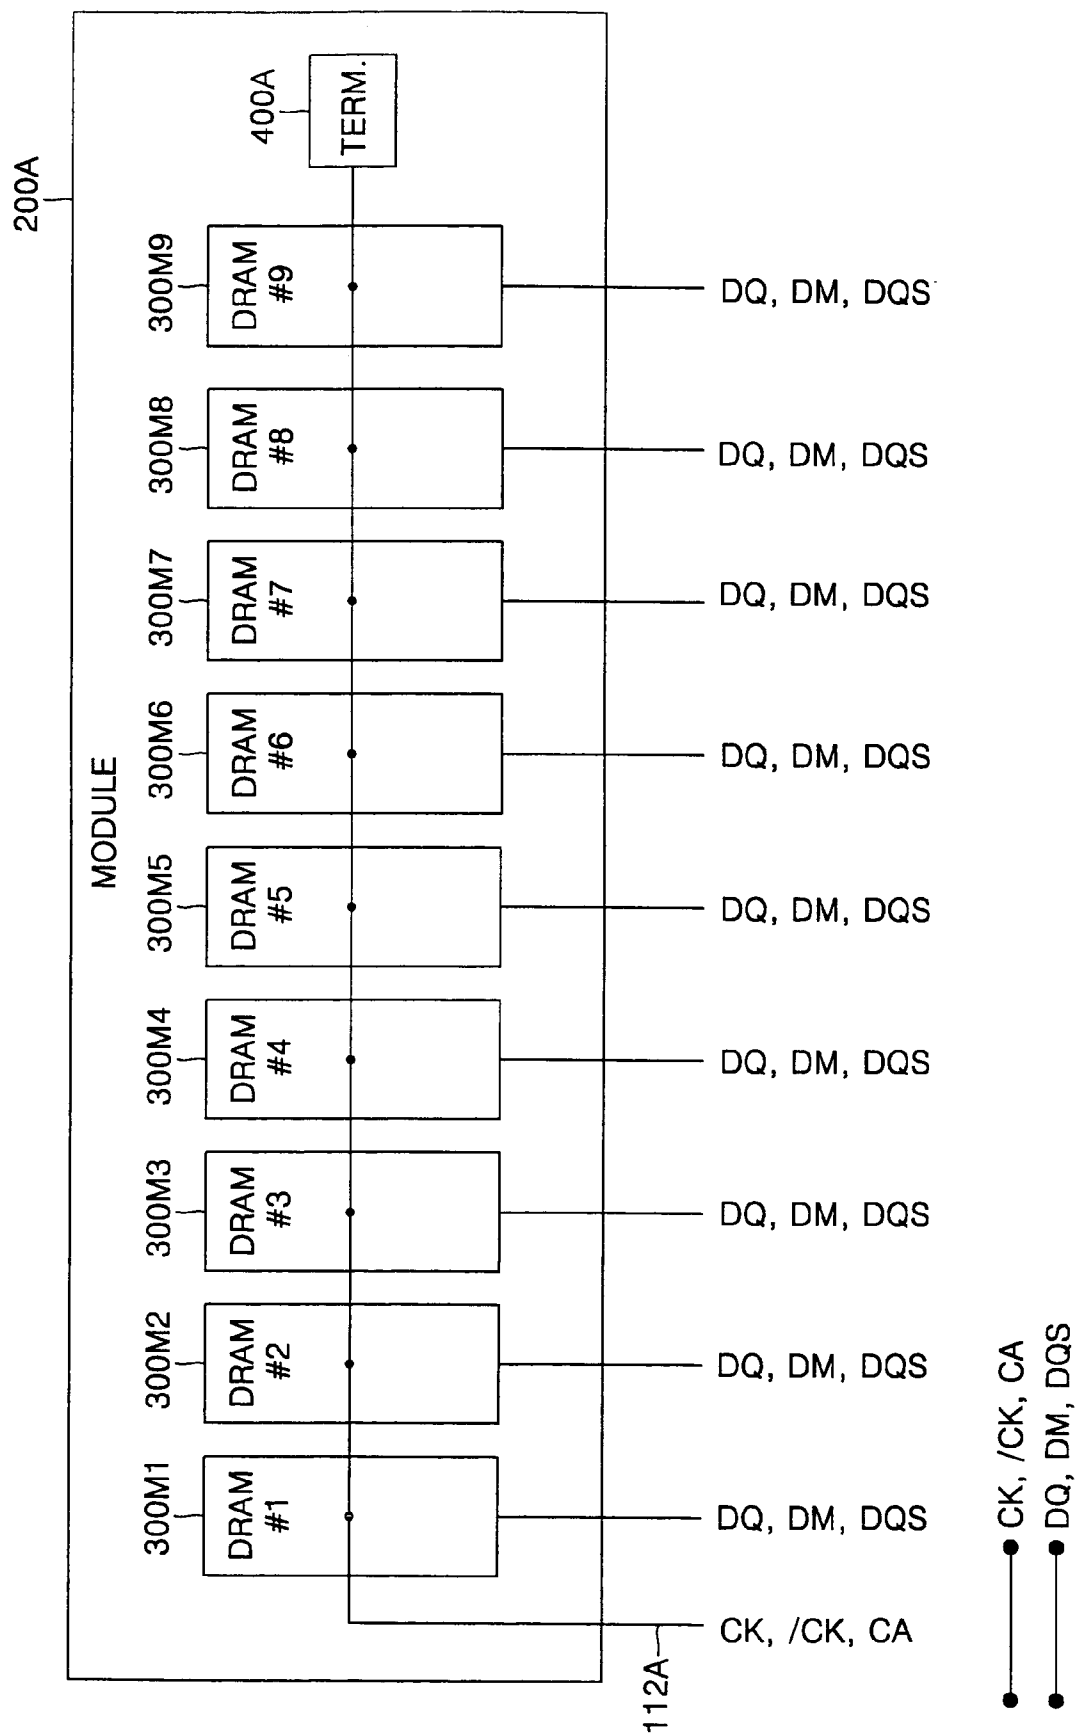 200A
MODULE
300M1
300M2
300M3
300M4
300M5
300M6
300M7
300M8
300M9
400A
DRAM
#1
DRAM
#2
DRAM
#3
DRAM
#4
DRAM
#5
DRAM
#6
DRAM
#7
DRAM
#8
DRAM
#9
TERM.
112A
CK, /CK, CA
DQ, DM, DQS
DQ, DM, DQS
DQ, DM, DQS
DQ, DM, DQS
DQ, DM, DQS
DQ, DM, DQS
DQ, DM, DQS
DQ, DM, DQS
DQ, DM, DQS
CK, /CK, CA
DQ, DM, DQS